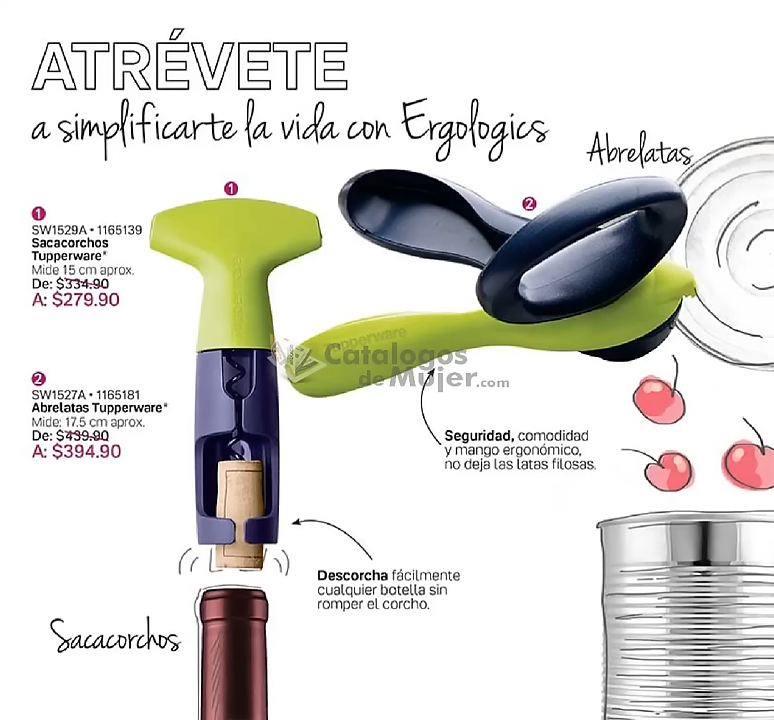 ATRÉVETE
a simplificarte la vida con Ergologics
Abrelatas
1
2
1
SW1529A • 1165139
Sacacorchos
Tupperware®
Mide 15 cm aprox.
De: $334.90
A: $279.90
Tupperware
Catalogos
de Mujer.com
2
SW1527A • 1165181
Abrelatas Tupperware®
Mide: 17.5 cm aprox.
De: $439.90
A: $394.90
Seguridad, comodidad
y mango ergonómico,
no deja las latas filosas.
Descorcha fácilmente
cualquier botella sin
romper el corcho.
Sacacorchos